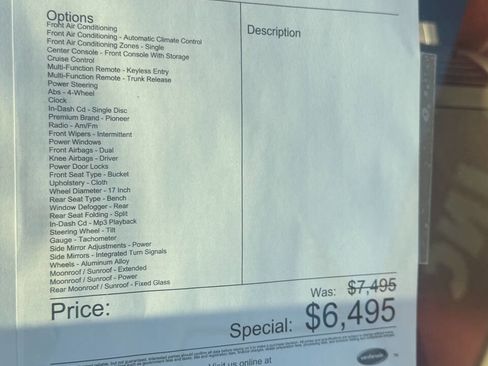 Options
Front Air Conditioning
Front Air Conditioning - Automatic Climate Control
Front Air Conditioning Zones - Single
Center Console - Front Console With Storage
Cruise Control
Multi-Function Remote - Keyless Entry
Multi-Function Remote - Trunk Release
Power Steering
Abs - 4-Wheel
Clock
In-Dash Cd - Single Disc
Premium Brand - Pioneer
Radio - Am/Fm
Front Wipers - Intermittent
Power Windows
Front Airbags - Dual
Knee Airbags - Driver
Power Door Locks
Front Seat Type - Bucket
Upholstery - Cloth
Wheel Diameter - 17 Inch
Rear Seat Type - Bench
Window Defogger - Rear
Rear Seat Folding - Split
In-Dash Cd - Mp3 Playback
Steering Wheel - Tilt
Gauge - Tachometer
Side Mirror Adjustments - Power
Side Mirrors - Integrated Turn Signals
Wheels - Aluminum Alloy
Moonroof / Sunroof - Extended
Moonroof / Sunroof - Power
Rear Moonroof / Sunroof - Fixed Glass
Description
Price:
Was: $7,495
Special: $6,495
us online at